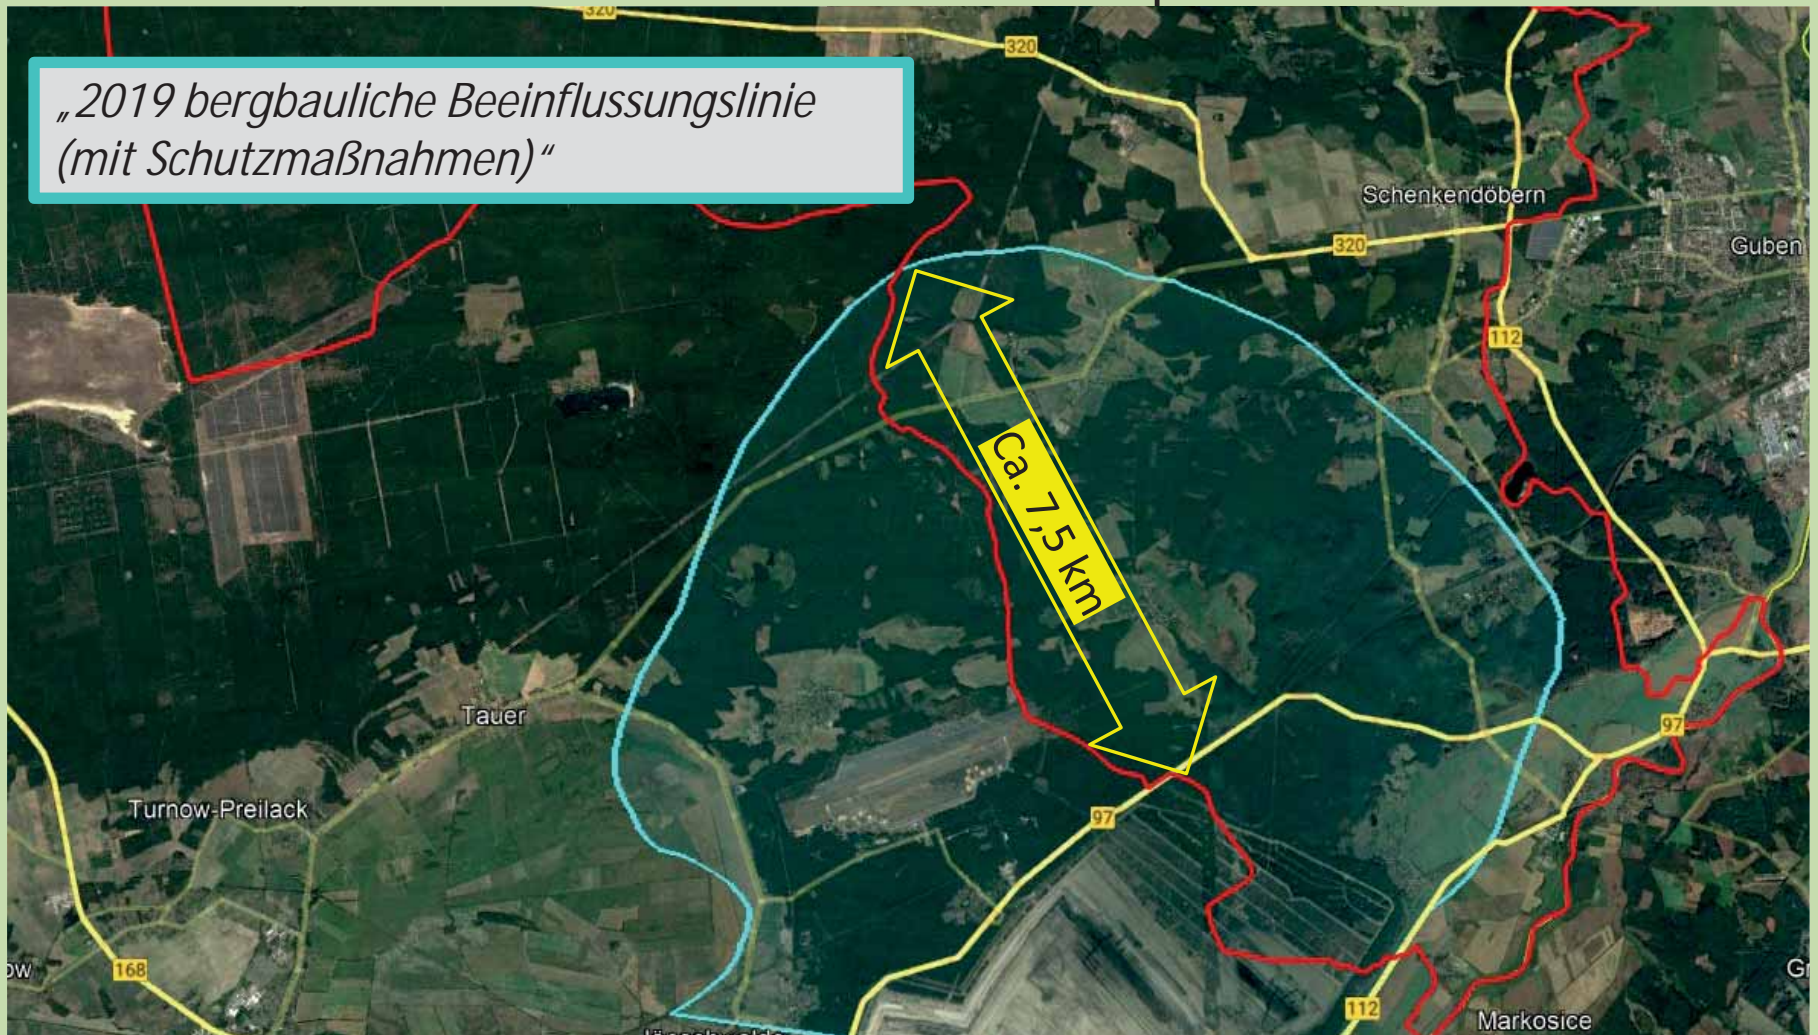 320
320
„2019 bergbauliche Beeinflussungslinie
(mit Schutzmaßnahmen)“
Schenkendöbern
Guben
320
112
Ca. 7,5 km
Tauer
97
Turnow-Preilack
97
168
112
Markosice